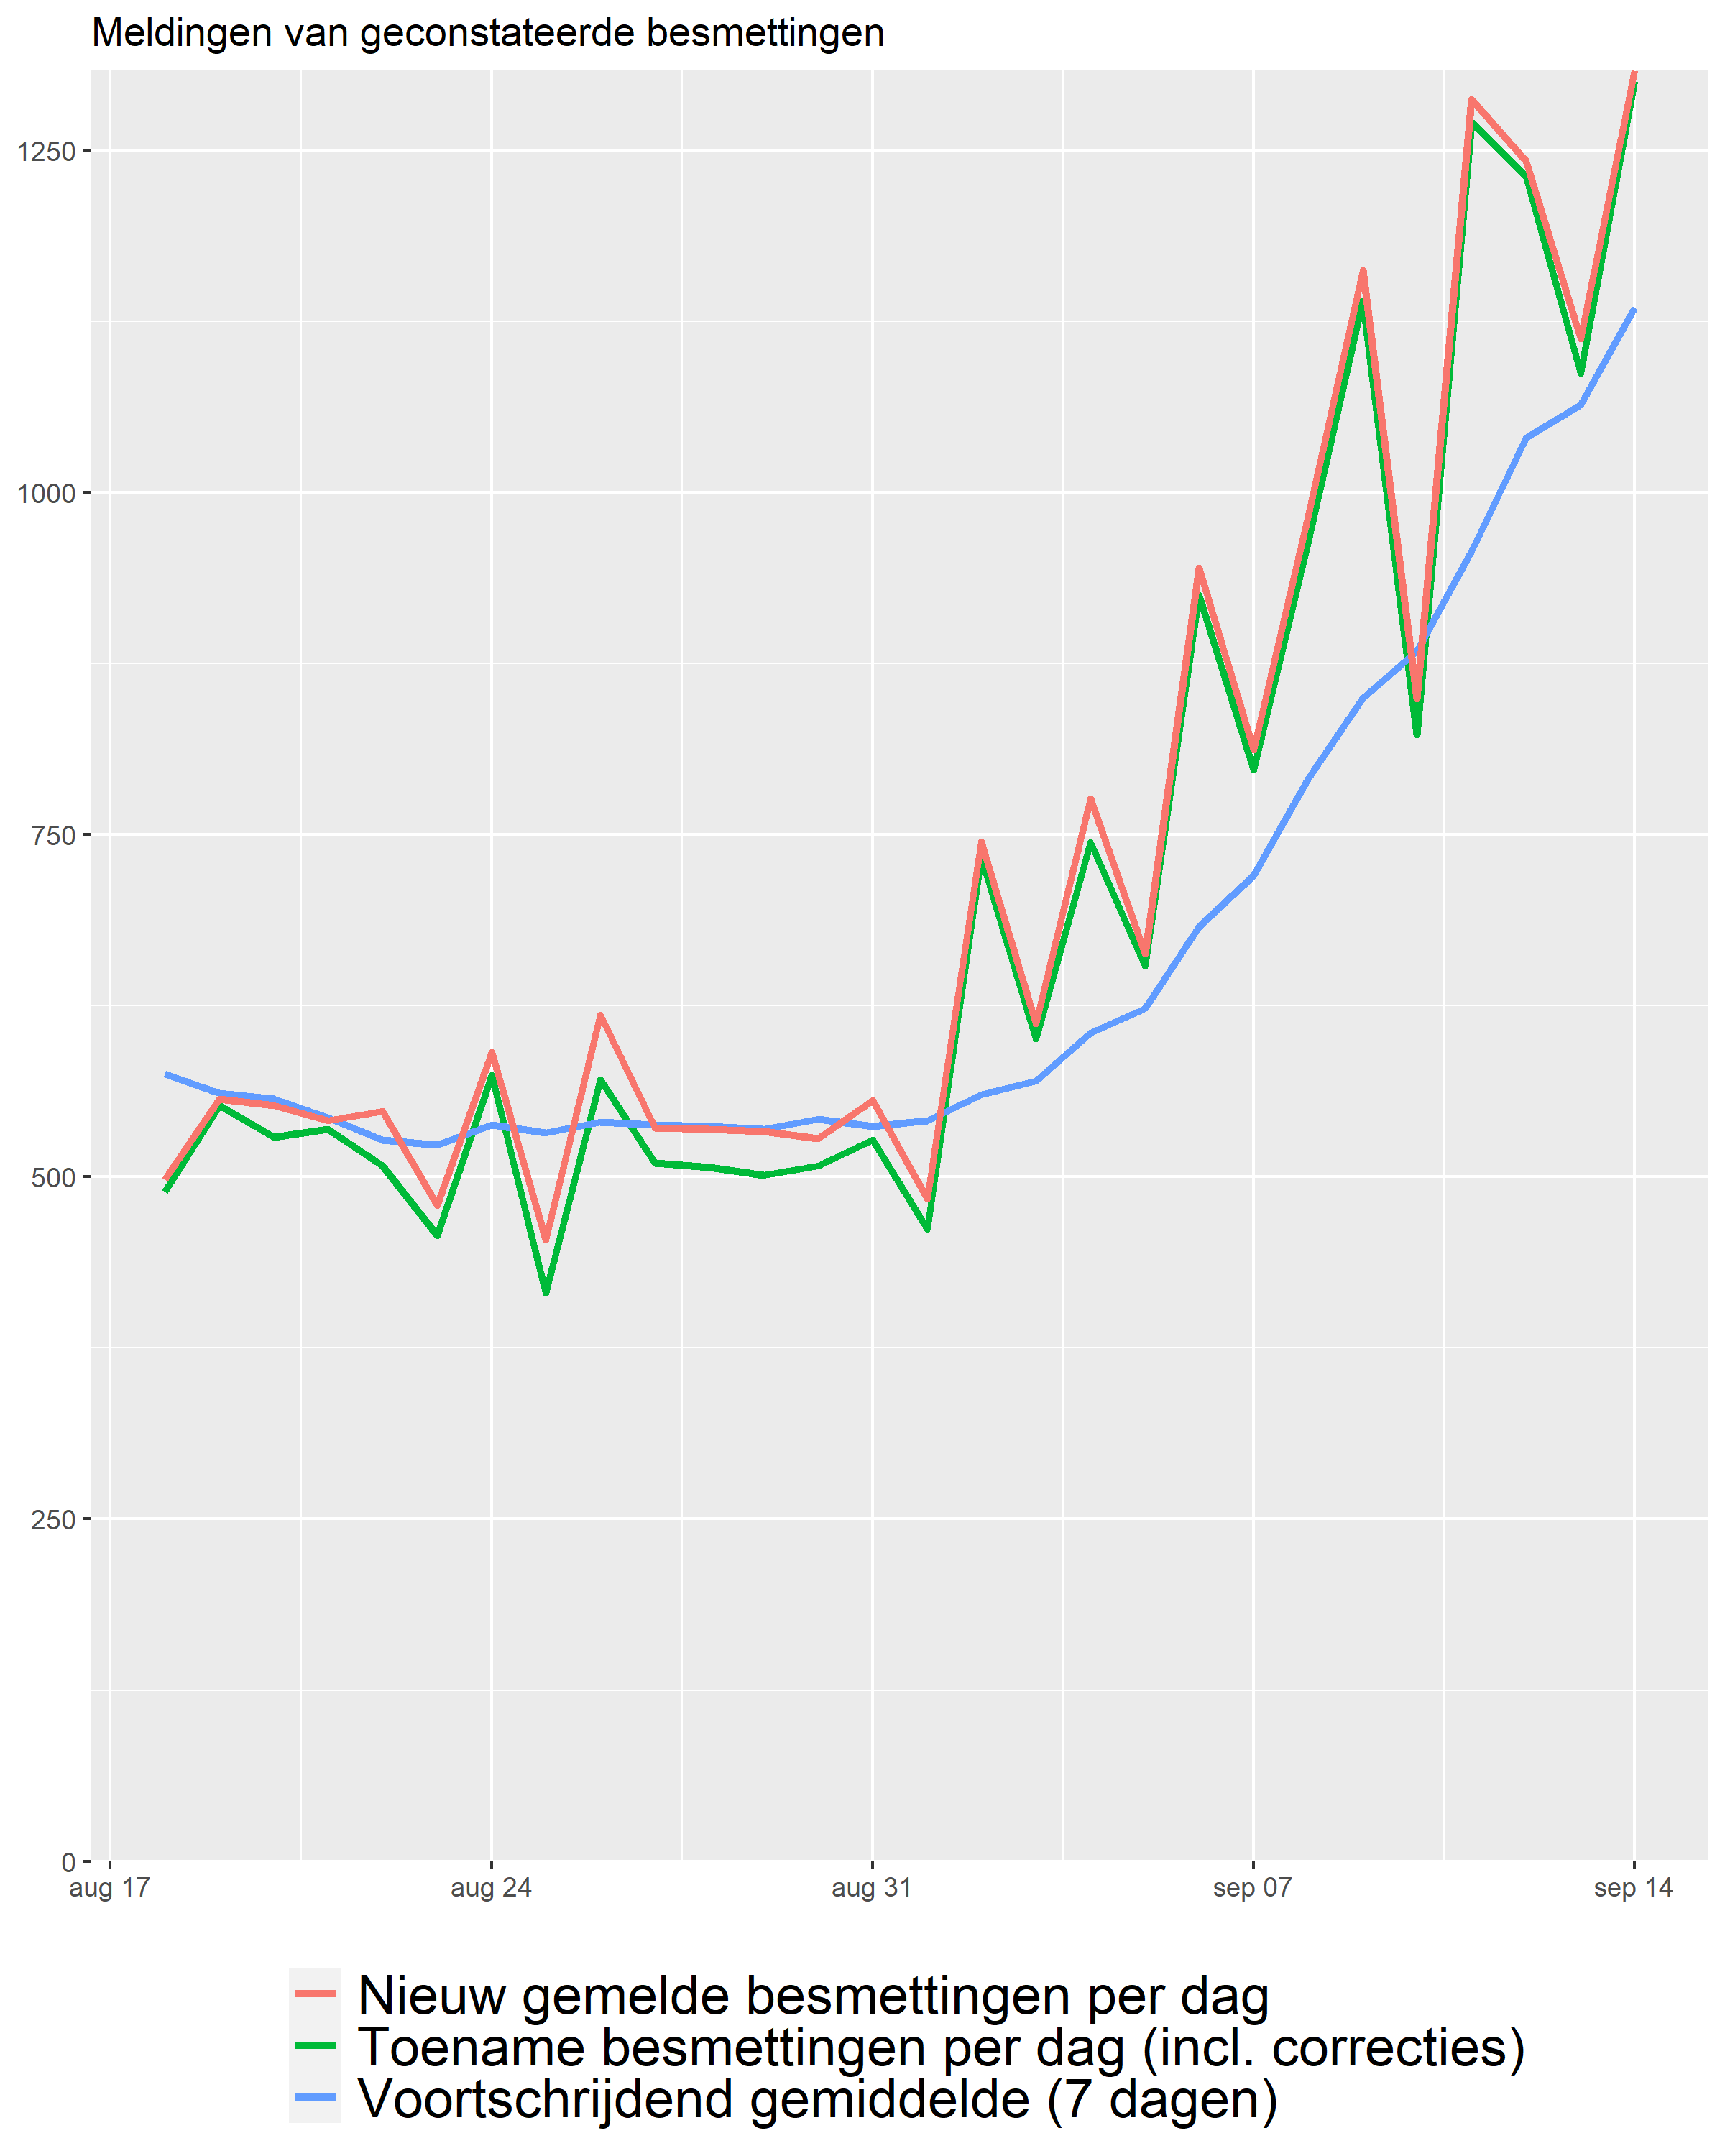 Meldingen van geconstateerde besmettingen
1250
1000
750
500
250
0
aug 17 aug 24 aug 31 sep 07 sep 14
Nieuw gemelde besmettingen per dag
Toename besmettingen per dag (incl. correcties)
Voortschrijdend gemiddelde (7 dagen)